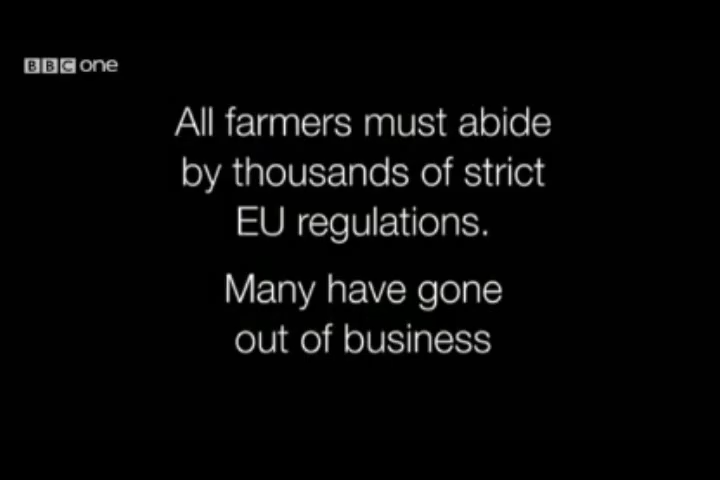 BBC one
All farmers must abide
by thousands of strict
EU regulations.
Many have gone
out of business